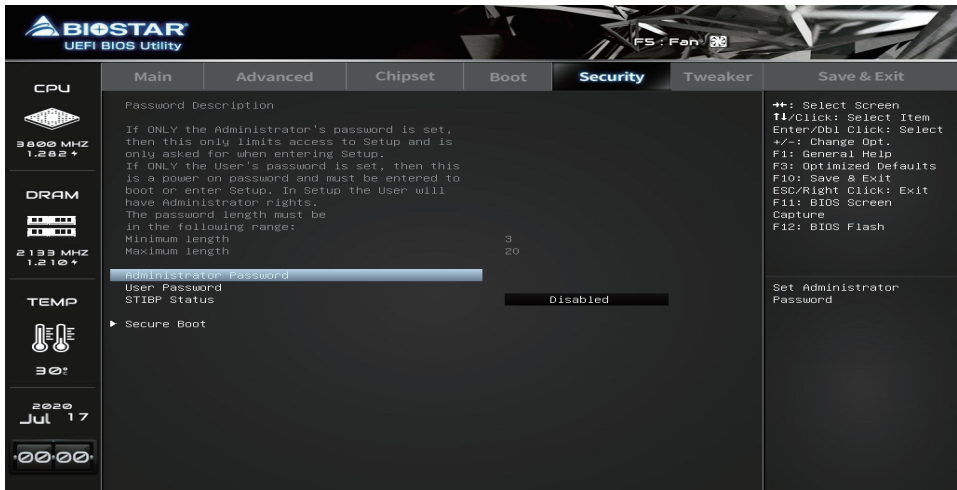 BIOSTAR
UEFI BIOS Utility
F5 : Fan
Main Advanced Chipset Boot Security Tweaker Save & Exit
CPU
3800 MHZ
1.282
DRAM
2133 MHZ
1.210
TEMP
30
2020
Jul 17
00:00
Password Description
If ONLY the Administrator's password is set,
then this only limits access to Setup and is
only asked for when entering Setup.
If ONLY the User's password is set, then this
is a power on password and must be entered to
boot or enter Setup. In Setup the User will
have Administrator rights.
The password length must be
in the following range:
Minimum length 3
Maximum length 20
Administrator Password
User Password
STIBP Status Disabled
Secure Boot
→←: Select Screen
↑↓/Click: Select Item
Enter/Dbl Click: Select
+/-: Change Opt.
F1: General Help
F3: Optimized Defaults
F10: Save & Exit
ESC/Right Click: Exit
F11: BIOS Screen
Capture
F12: BIOS Flash
Set Administrator
Password